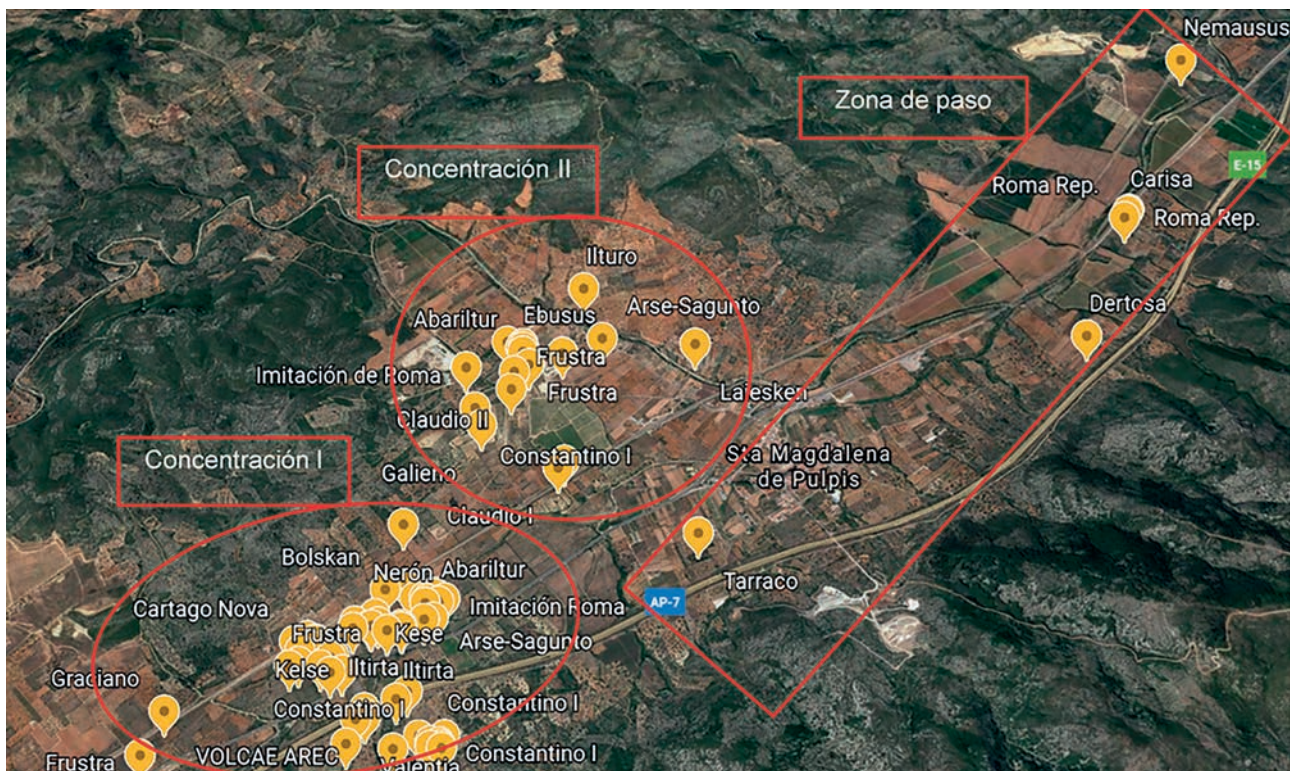 Nemausus
Zona de paso
E-15
Concentración II
Roma Rep.
Carisa
Roma Rep.
Ilturo
Dertosa
Abariltur
Ebusus
Arse-Sagunto
Frustra
Imitación de Roma
Frustra
Laiesken
Claudio II
Concentración I
Galieno
Constantino I
Sta Magdalena
de Pulpis
Claudio I
Bolskan
Nerón
Abariltur
Tarraco
Cartago Nova
Imitación Roma
AP-7
Frustra
Kese
Arse-Sagunto
Kelse
Iltirta
Iltirta
Graciano
Constantino I
Constantino I
VOLCAE AREC
Constantino I
Frustra
Valentia